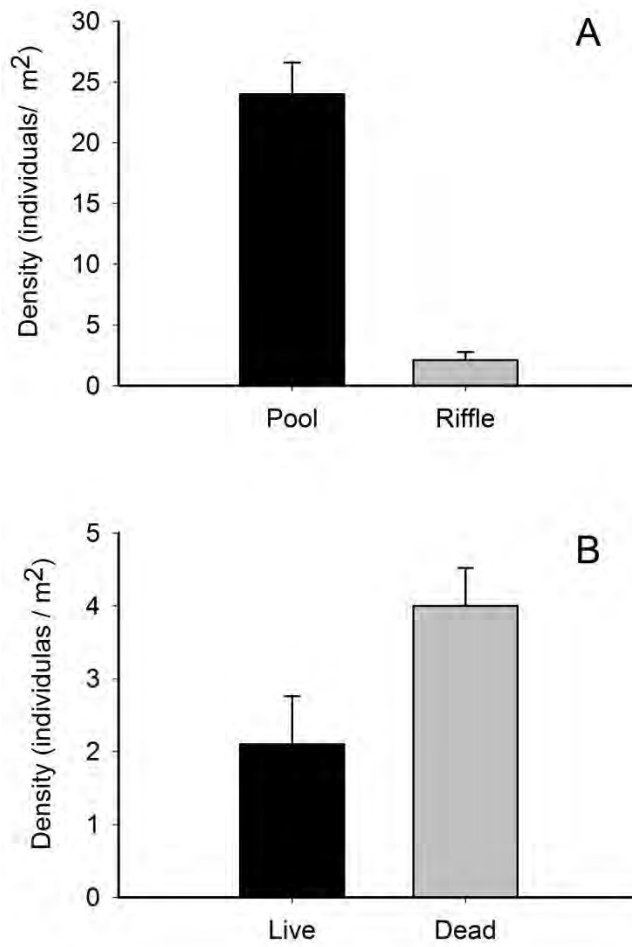 A
30
25
20
15
10
5
0
Density (individuals/ m2)
Pool Riffle
B
5
4
3
2
1
0
Density (individulas / m2)
Live Dead